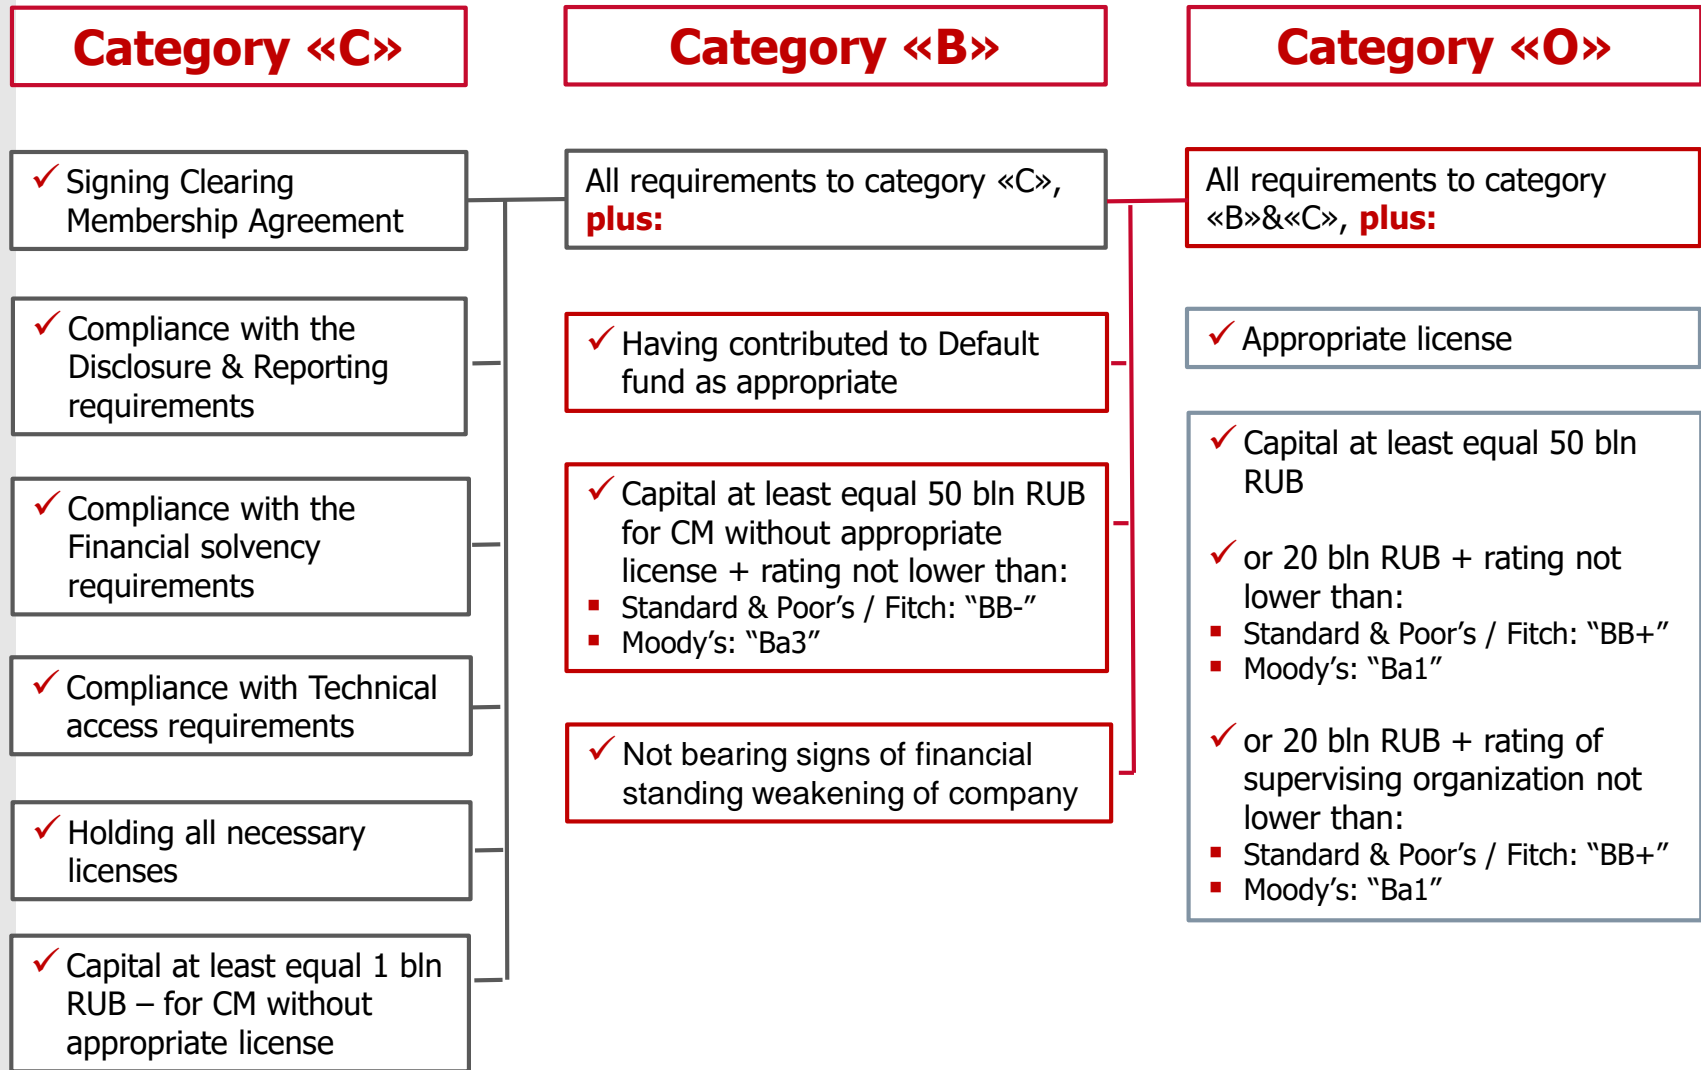 Category «C»
✓ Signing Clearing
Membership Agreement
✓ Compliance with the
Disclosure & Reporting
requirements
✓ Compliance with the
Financial solvency
requirements
✓ Compliance with Technical
access requirements
✓ Holding all necessary
licenses
✓ Capital at least equal 1 bln
RUB – for CM without
appropriate license
Category «B»
All requirements to category «C»,
plus:
✓ Having contributed to Default
fund as appropriate
✓ Capital at least equal 50 bln RUB
for CM without appropriate
license + rating not lower than:
▪ Standard & Poor’s / Fitch: “BB-”
▪ Moody’s: “Ba3”
✓ Not bearing signs of financial
standing weakening of company
Category «O»
All requirements to category
«B»&«C», plus:
✓ Appropriate license
✓ Capital at least equal 50 bln
RUB
✓ or 20 bln RUB + rating not
lower than:
▪ Standard & Poor’s / Fitch: “BB+”
▪ Moody’s: “Ba1”
✓ or 20 bln RUB + rating of
supervising organization not
lower than:
▪ Standard & Poor’s / Fitch: “BB+”
▪ Moody’s: “Ba1”